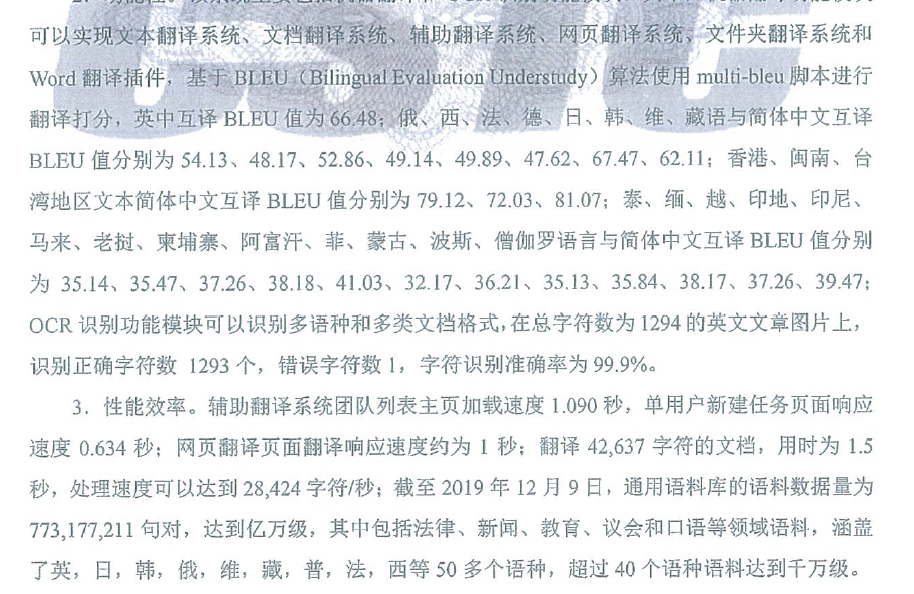 可以实现文本翻译系统、文档翻译系统、辅助翻译系统、网页翻译系统、文件夹翻译系统和
Word 翻译插件，基于 BLEU（Bilingual Evaluation Understudy）算法使用 multi-bleu 脚本进行
翻译打分，英中互译 BLEU 值为 66.48；俄、西、法、德、日、韩、维、藏语与简体中文互译
BLEU 值分别为 54.13、48.17、52.86、49.14、49.89、47.62、67.47、62.11；香港、闽南、台
湾地区文本简体中文互译 BLEU 值分别为 79.12、72.03、81.07；泰、缅、越、印地、印尼、
马来、老挝、柬埔寨、阿富汗、菲、蒙古、波斯、僧伽罗语言与简体中文互译 BLEU 值分别
为 35.14、35.47、37.26、38.18、41.03、32.17、36.21、35.13、35.84、38.17、37.26、39.47；
OCR 识别功能模块可以识别多语种和多类文档格式，在总字符数为 1294 的英文文章图片上，
识别正确字符数 1293 个，错误字符数 1，字符识别准确率为 99.9%。
3．性能效率。辅助翻译系统团队列表主页加载速度 1.090 秒，单用户新建任务页面响应
速度 0.634 秒；网页翻译页面翻译响应速度约为 1 秒；翻译 42,637 字符的文档，用时为 1.5
秒，处理速度可以达到 28,424 字符/秒；截至 2019 年 12 月 9 日，通用语料库的语料数据量为
773,177,211 句对，达到亿万级，其中包括法律、新闻、教育、议会和口语等领域语料，涵盖
了英，日，韩，俄，维，藏，普，法，西等 50 多个语种，超过 40 个语种语料达到千万级。